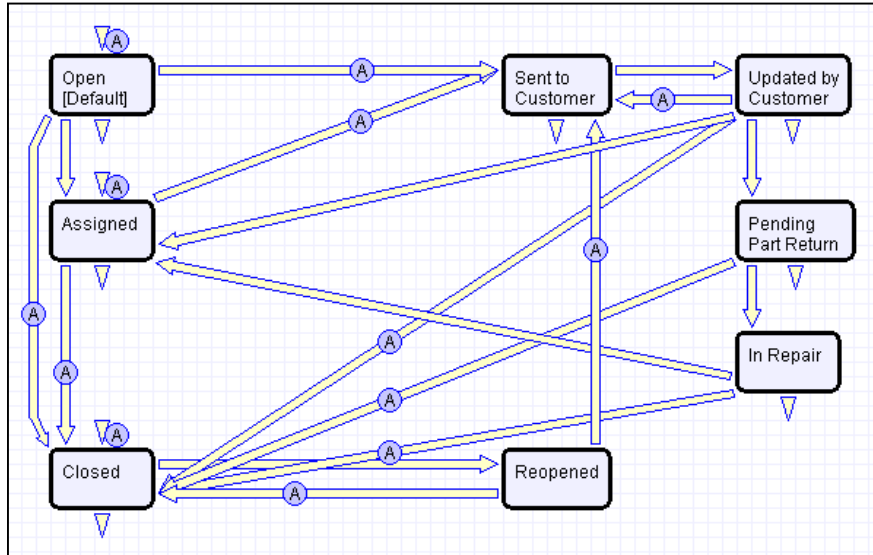 A
Open
[Default]
A
Sent to
Customer
Updated by
Customer
A
A
A
Assigned
Pending
Part Return
A
A
A
In Repair
A
A
A
Closed
A
Reopened
A